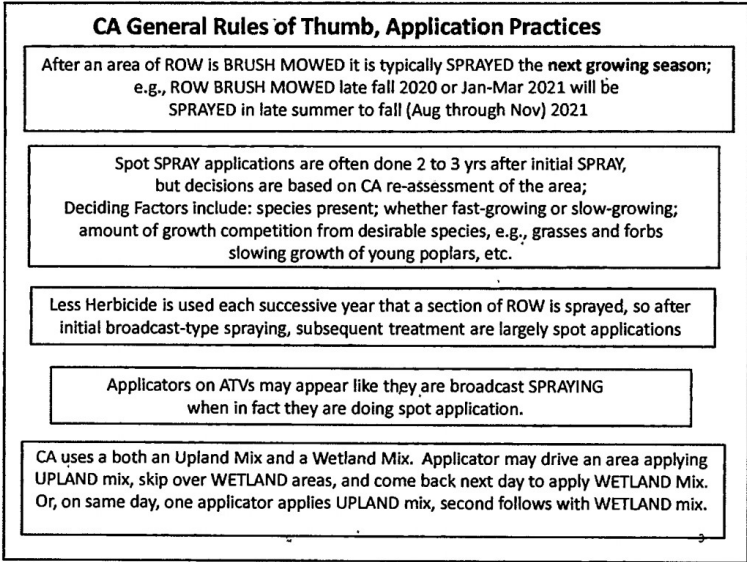 CA General Rules of Thumb, Application Practices
After an area of ROW is BRUSH MOWED it is typically SPRAYED the next growing season;
e.g., ROW BRUSH MOWED late fall 2020 or Jan-Mar 2021 will be
SPRAYED in late summer to fall (Aug through Nov) 2021
Spot SPRAY applications are often done 2 to 3 yrs after initial SPRAY,
but decisions are based on CA re-assessment of the area;
Deciding Factors include: species present; whether fast-growing or slow-growing;
amount of growth competition from desirable species, e.g., grasses and forbs
slowing growth of young poplars, etc.
Less Herbicide is used each successive year that a section of ROW is sprayed, so after
initial broadcast-type spraying, subsequent treatment are largely spot applications
Applicators on ATVs may appear like they are broadcast SPRAYING
when in fact they are doing spot application.
CA uses a both an Upland Mix and a Wetland Mix. Applicator may drive an area applying
UPLAND mix, skip over WETLAND areas, and come back next day to apply WETLAND Mix.
Or, on same day, one applicator applies UPLAND mix, second follows with WETLAND mix.